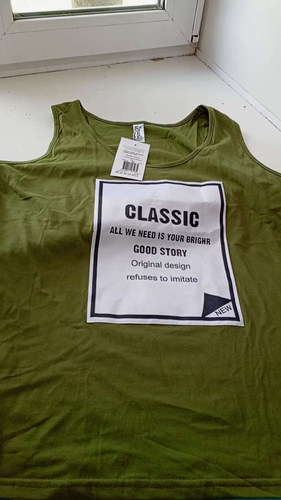 CLASSIC
ALL WE NEED IS YOUR BRIGHR
GOOD STORY
Original design
refuses to imitate
NEW